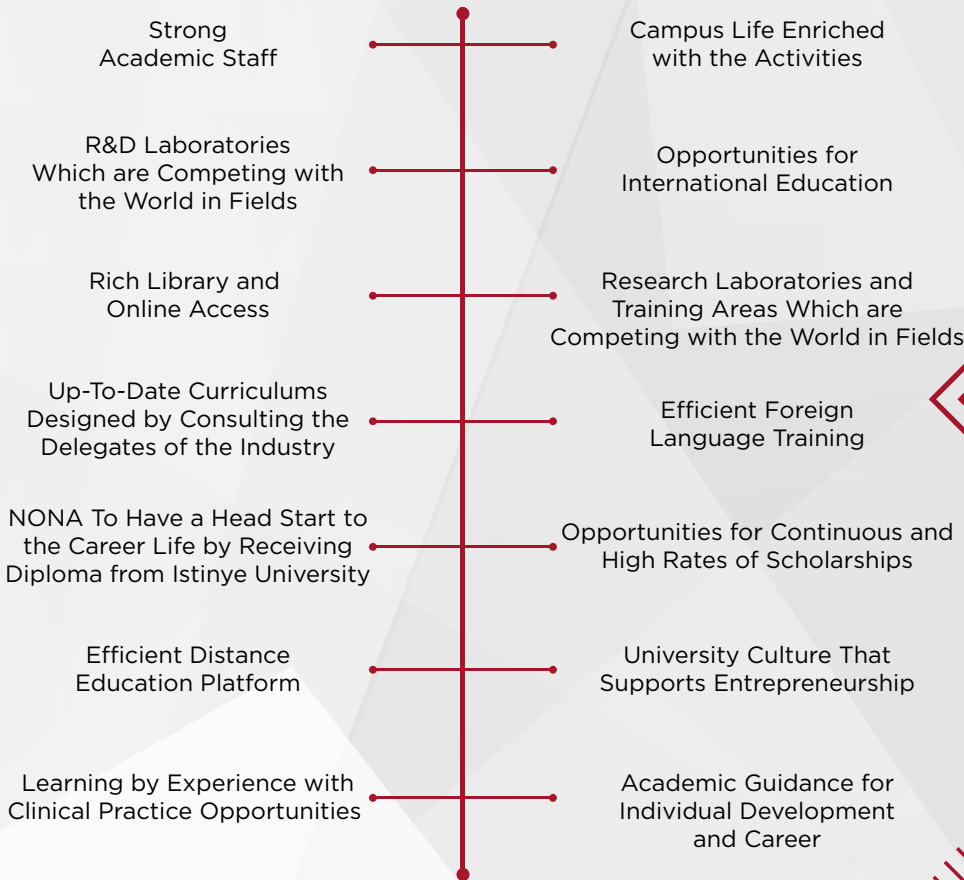 Strong
Academic Staff
Campus Life Enriched
with the Activities
R&D Laboratories
Which are Competing with
the World in Fields
Opportunities for
International Education
Rich Library and
Online Access
Research Laboratories and
Training Areas Which are
Competing with the World in Fields
Up-To-Date Curriculums
Designed by Consulting the
Delegates of the Industry
Efficient Foreign
Language Training
NONA To Have a Head Start to
the Career Life by Receiving
Diploma from Istinye University
Opportunities for Continuous and
High Rates of Scholarships
Efficient Distance
Education Platform
University Culture That
Supports Entrepreneurship
Learning by Experience with
Clinical Practice Opportunities
Academic Guidance for
Individual Development
and Career